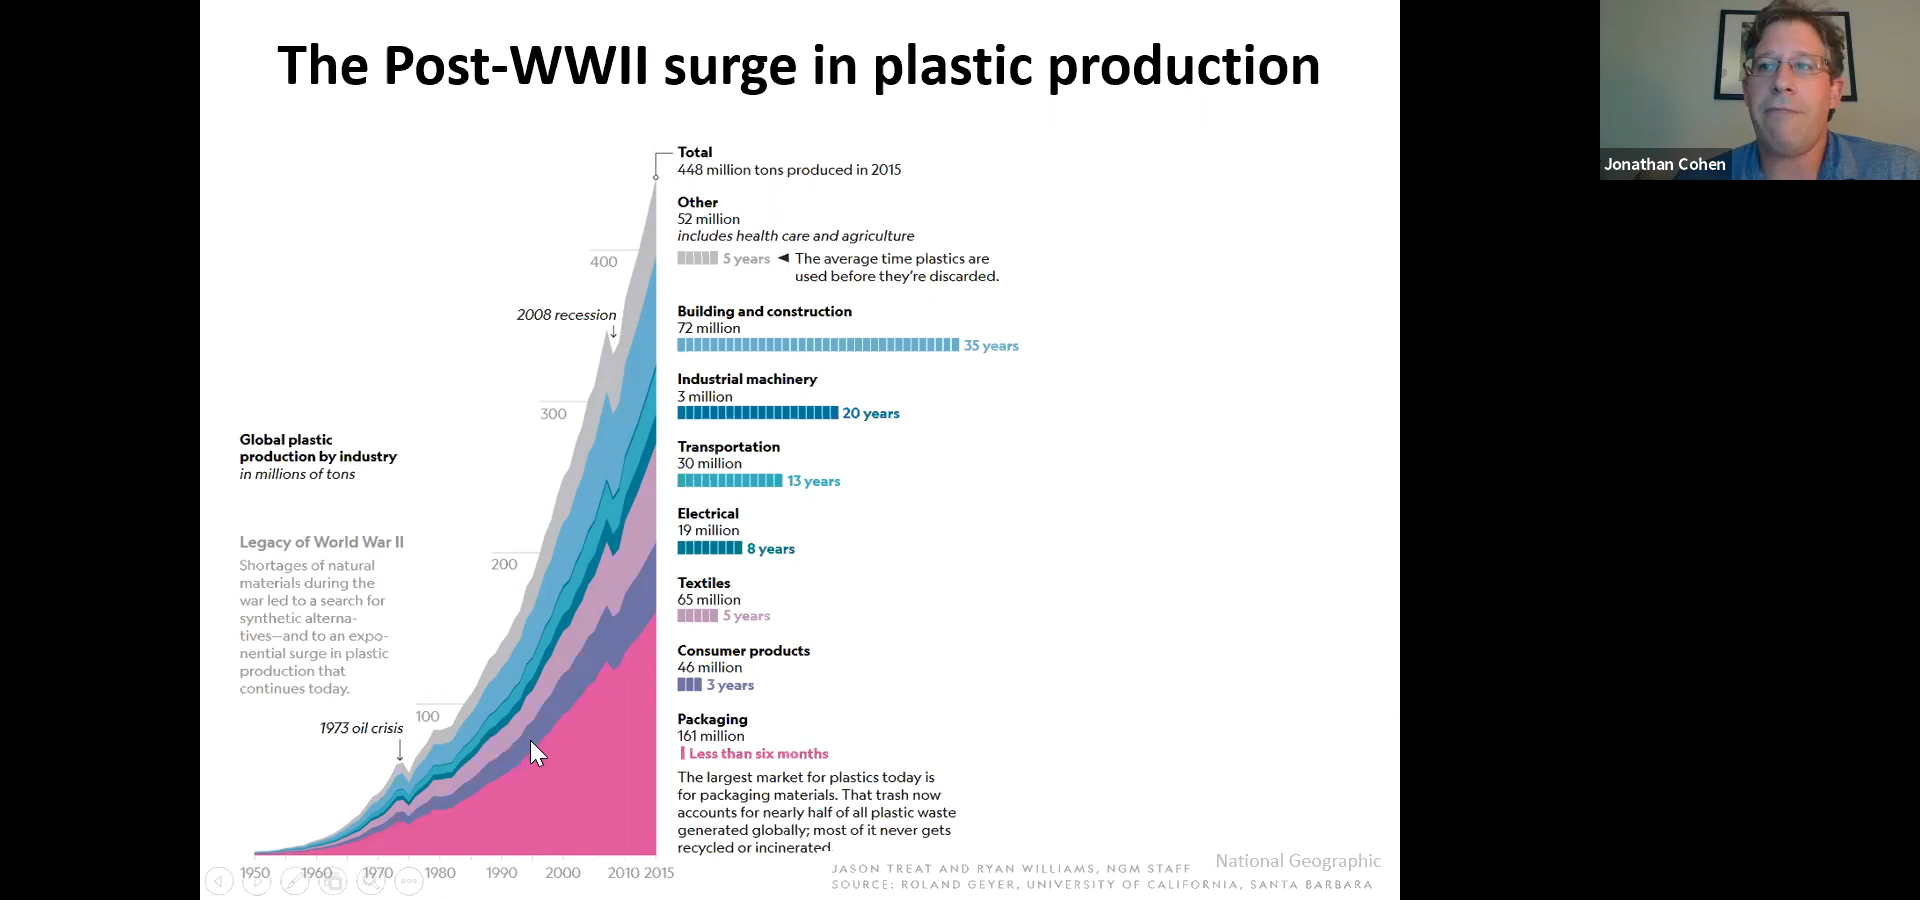 The Post-WWII surge in plastic production
Jonathan Cohen
Total
448 million tons produced in 2015
Other
52 million
includes health care and agriculture
5 years ◄ The average time plastics are
used before they're discarded.
400
2008 recession
Building and construction
72 million
35 years
Industrial machinery
3 million
20 years
300
Global plastic
production by industry
in millions of tons
Transportation
30 million
13 years
Electrical
19 million
8 years
200
Legacy of World War II
Shortages of natural
materials during the
war led to a search for
synthetic alterna-
tives—and to an expo-
nential surge in plastic
production that
continues today.
Textiles
65 million
5 years
Consumer products
46 million
3 years
100
1973 oil crisis
Packaging
161 million
Less than six months
The largest market for plastics today is
for packaging materials. That trash now
accounts for nearly half of all plastic waste
generated globally; most of it never gets
recycled or incinerated.
1950 1960 1970 1980 1990 2000 2010 2015
National Geographic
JASON TREAT AND RYAN WILLIAMS, NGM STAFF
SOURCE: ROLAND GEYER, UNIVERSITY OF CALIFORNIA, SANTA BARBARA